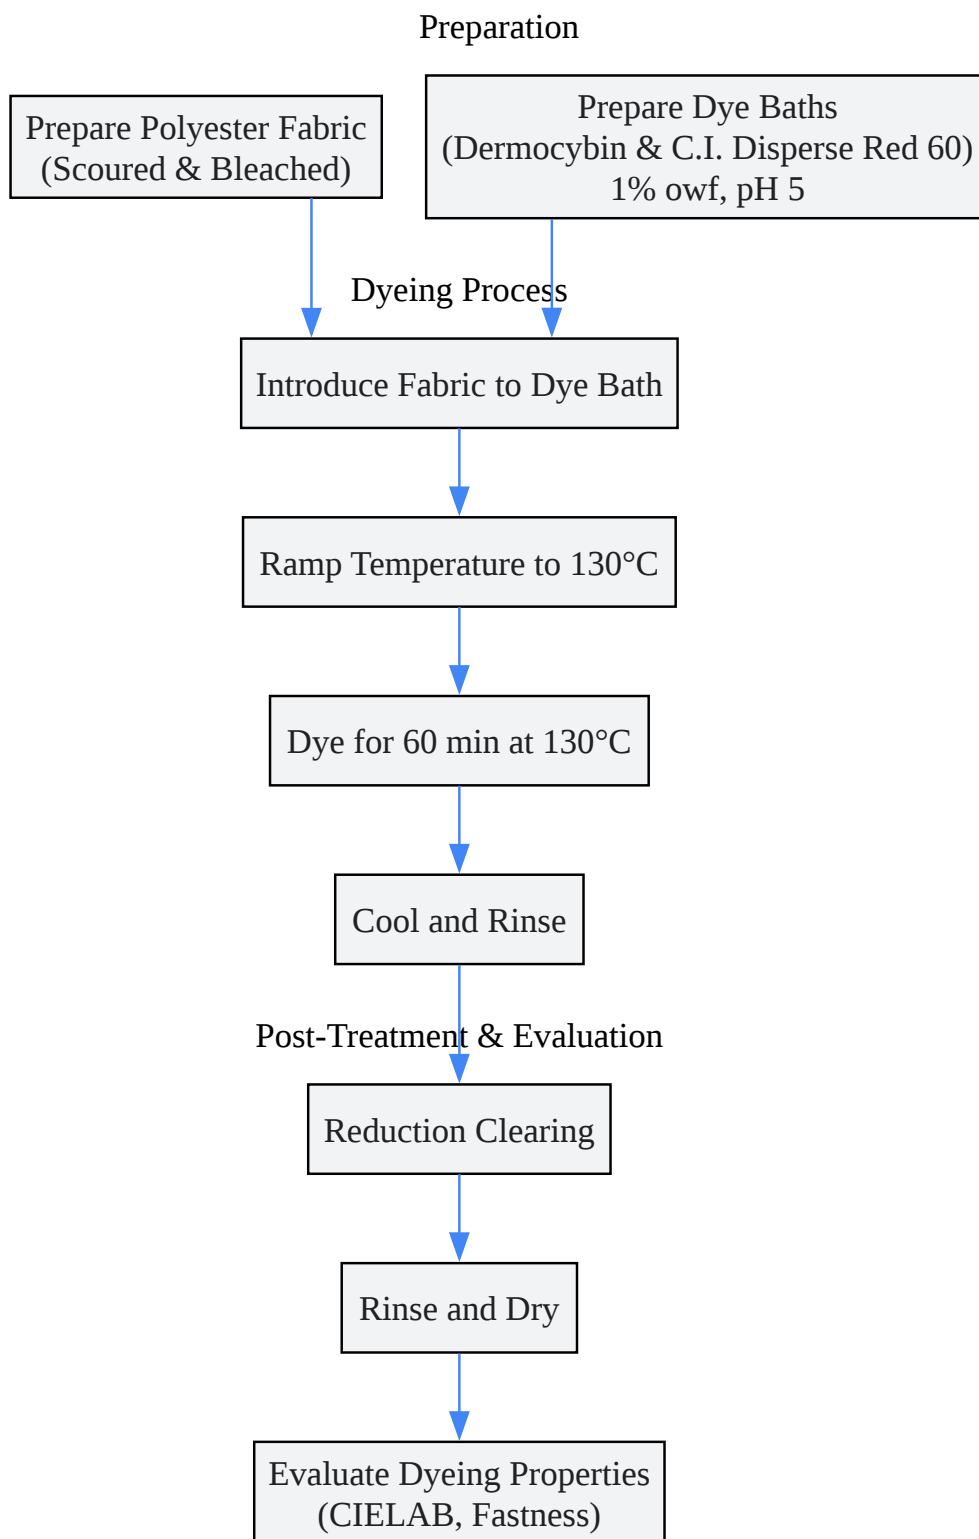 Preparation
Prepare Polyester Fabric
(Scoured & Bleached)
Prepare Dye Baths
(Dermocybin & C.I. Disperse Red 60)
1% owf, pH 5
Dyeing Process
Introduce Fabric to Dye Bath
Ramp Temperature to 130°C
Dye for 60 min at 130°C
Cool and Rinse
Post-Treatment & Evaluation
Reduction Clearing
Rinse and Dry
Evaluate Dyeing Properties
(CIELAB, Fastness)